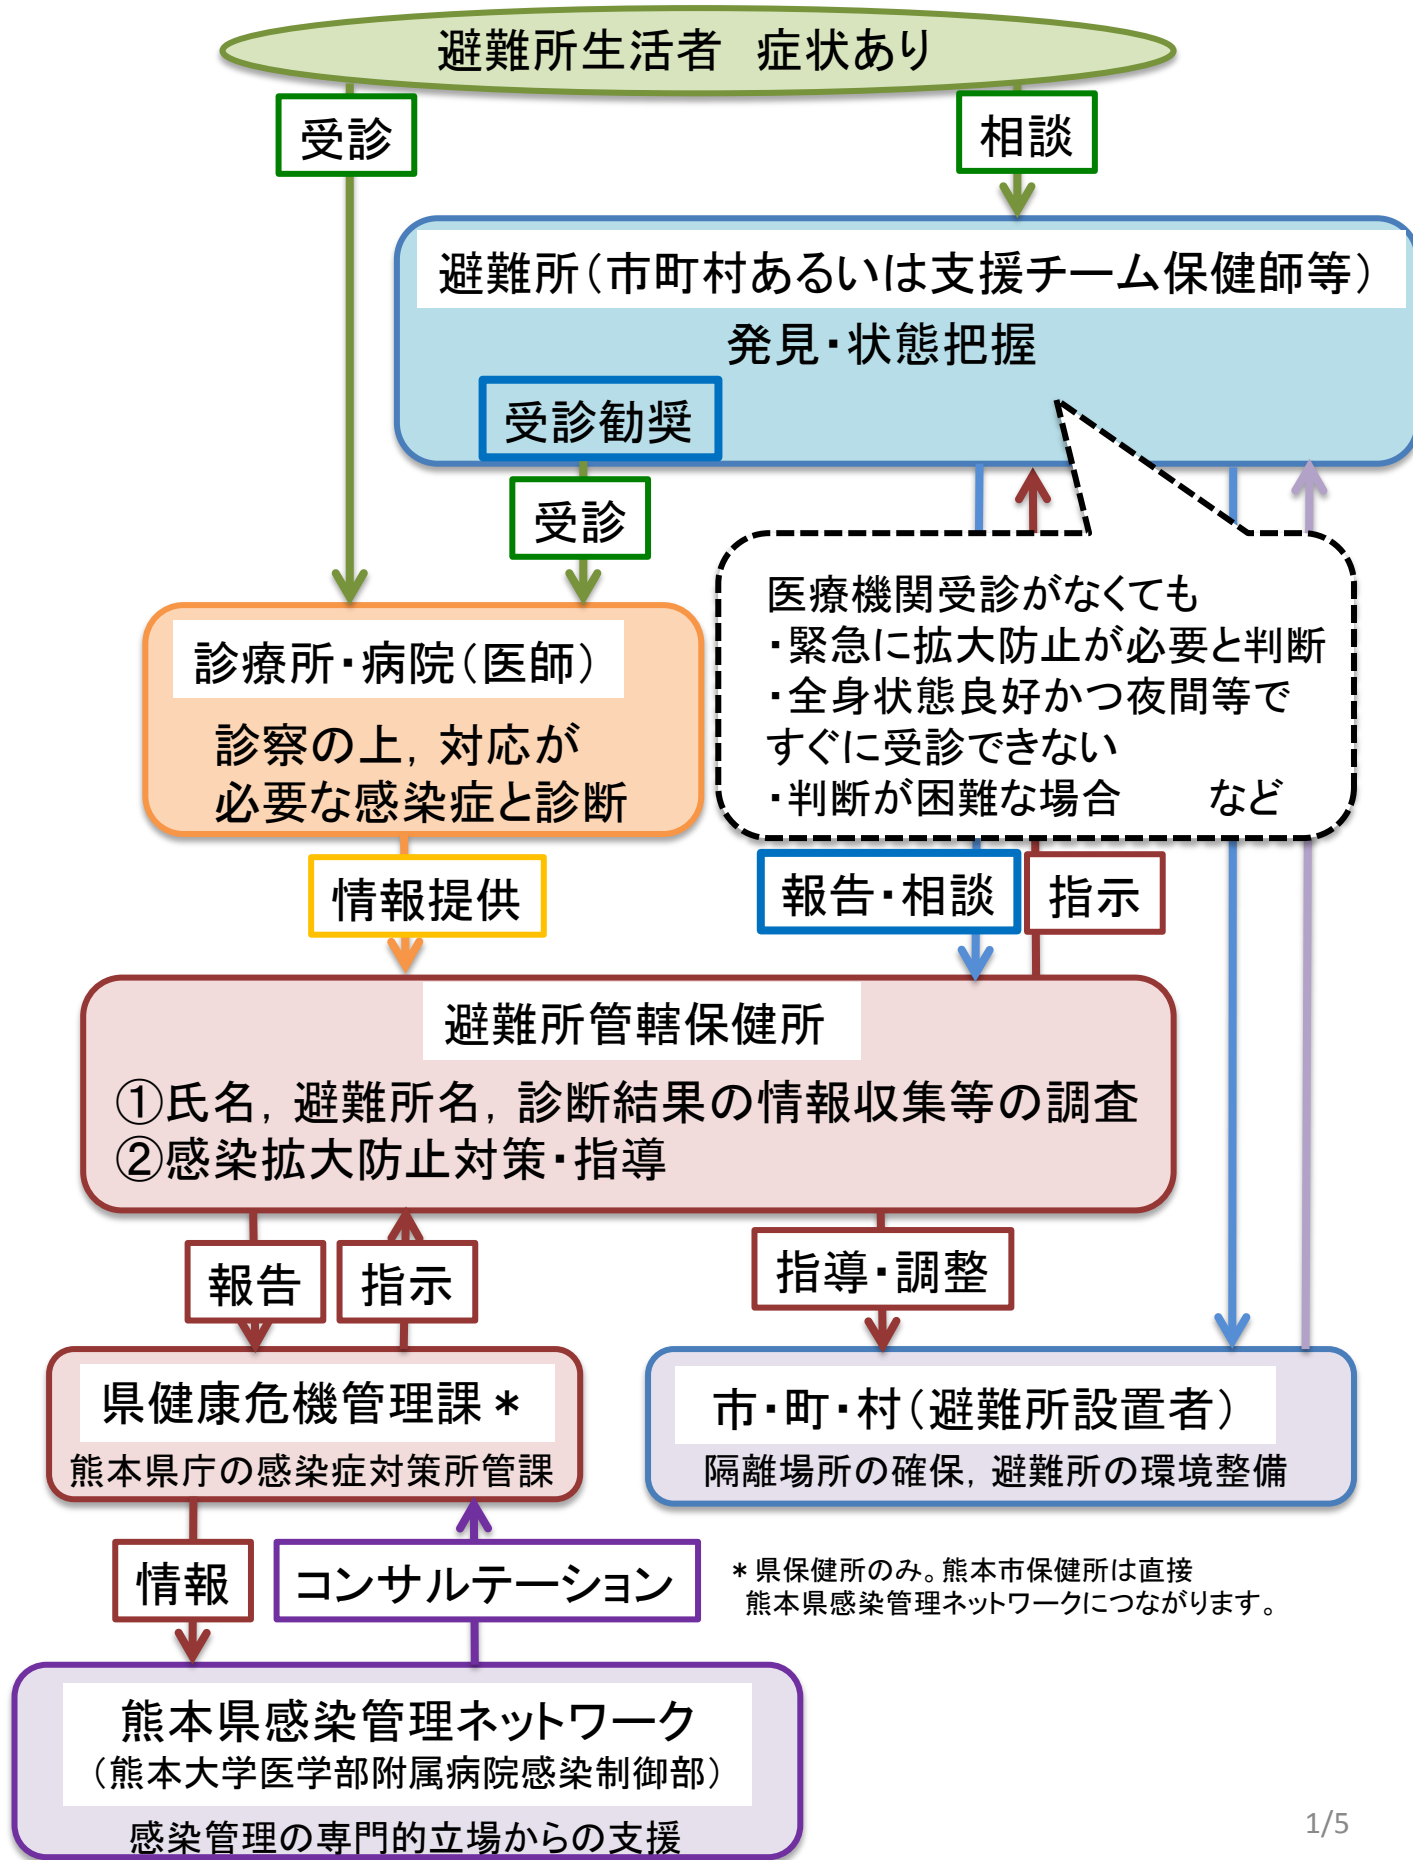 避難所生活者　症状あり
受診
相談
避難所（市町村あるいは支援チーム保健師等）
発見・状態把握
受診勧奨
受診
医療機関受診がなくても
・緊急に拡大防止が必要と判断
・全身状態良好かつ夜間等で
すぐに受診できない
・判断が困難な場合　　など
診療所・病院（医師）
診察の上，対応が
必要な感染症と診断
情報提供
報告・相談
指示
避難所管轄保健所
①氏名，避難所名，診断結果の情報収集等の調査
②感染拡大防止対策・指導
報告
指示
指導・調整
県健康危機管理課＊
熊本県庁の感染症対策所管課
市・町・村（避難所設置者）
隔離場所の確保，避難所の環境整備
情報
コンサルテーション
＊県保健所のみ。熊本市保健所は直接
熊本県感染管理ネットワークにつながります。
熊本県感染管理ネットワーク
（熊本大学医学部附属病院感染制御部）
感染管理の専門的立場からの支援
1/5